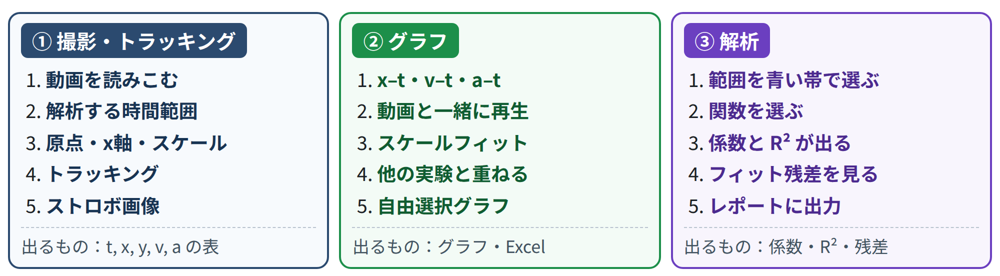 ① 撮影・トラッキング
1. 動画を読みこむ
2. 解析する時間範囲
3. 原点・x軸・スケール
4. トラッキング
5. ストロボ画像
出るもの：t, x, y, v, a の表
② グラフ
1. x–t・v–t・a–t
2. 動画と一緒に再生
3. スケールフィット
4. 他の実験と重ねる
5. 自由選択グラフ
出るもの：グラフ・Excel
③ 解析
1. 範囲を青い帯で選ぶ
2. 関数を選ぶ
3. 係数と R² が出る
4. フィット残差を見る
5. レポートに出力
出るもの：係数・R²・残差